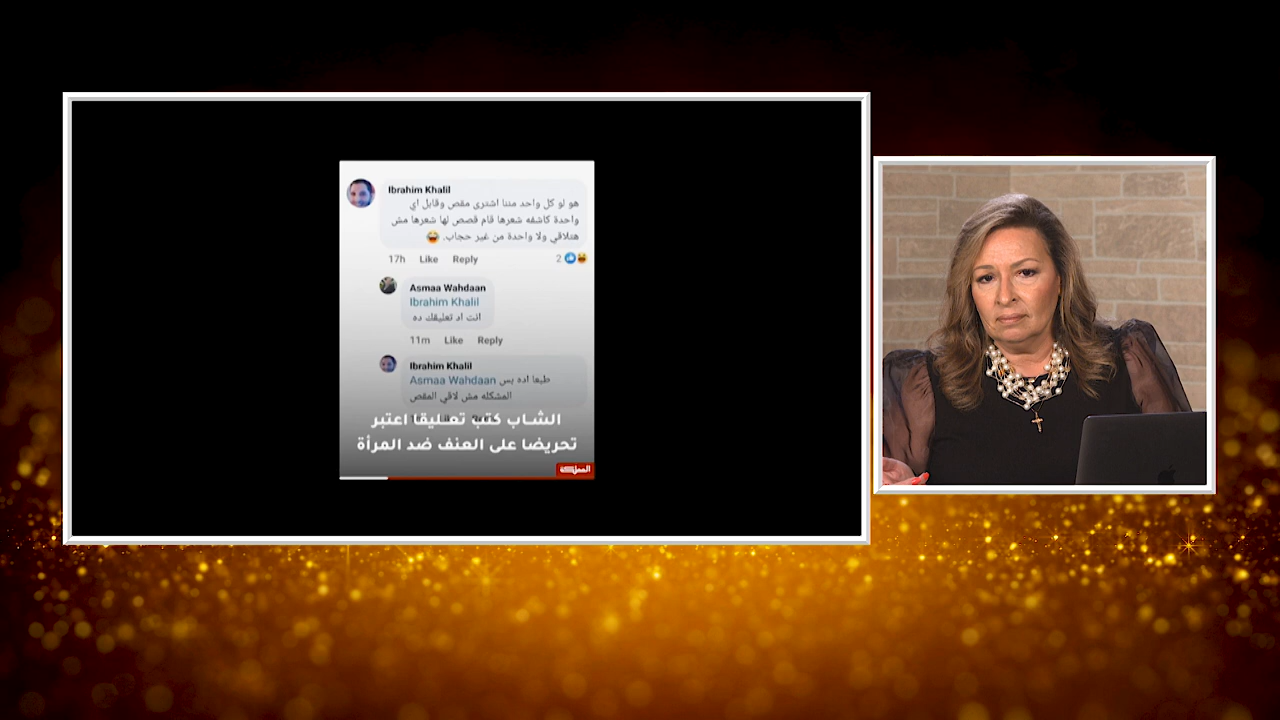 Ibrahim Khalil
هو لو كل واحد مننا اشترى مقص وقابل اي
واحدة كاشفه شعرها قام قصص لها شعرها مش
هتلاقي ولا واحدة من غير حجاب.
17h Like Reply 2
Asmaa Wahdaan
Ibrahim Khalil
انت اد تعليقك ده
11m Like Reply
Ibrahim Khalil
Asmaa Wahdaan طبعا اده بس
المشكله مش لاقي المقص
الشاب كتب تعليقا اعتبر
تحريضا على العنف ضد المرأة
المملكة